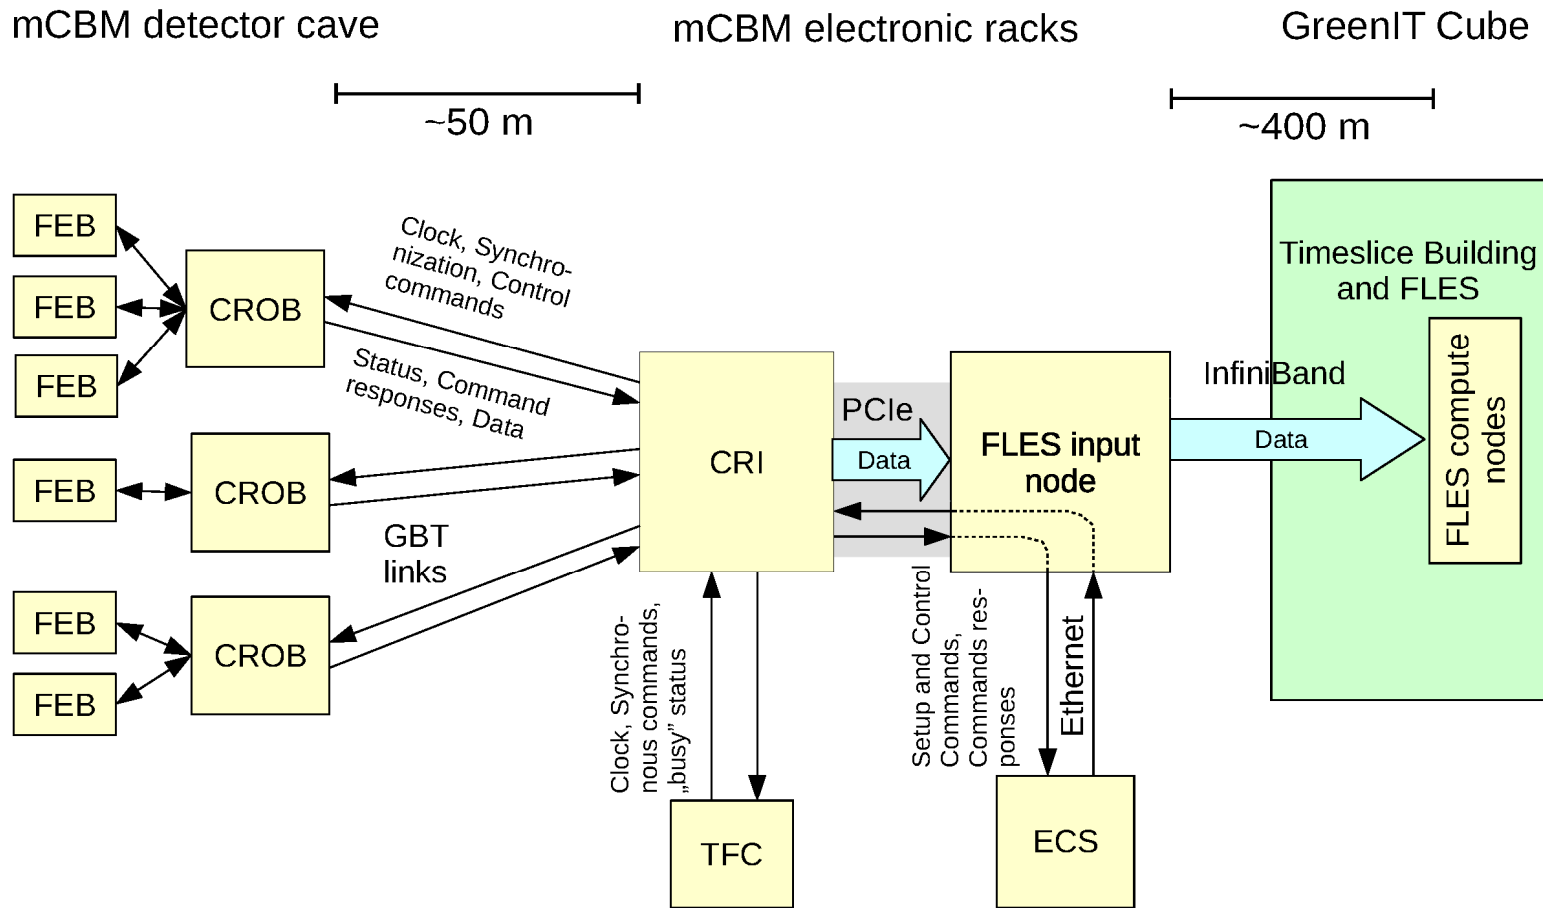 mCBM detector cave
mCBM electronic racks
GreenIT Cube
~50 m
~400 m
FEB
FEB
FEB
CROB
Clock, Synchro-
nization, Control
commands
Status, Command
responses, Data
FEB
CROB
GBT
links
FEB
FEB
CROB
CRI
PCIe
Data
FLES input
node
InfiniBand
Data
Timeslice Building
and FLES
FLES compute
nodes
Clock, Synchro-
nous commands,
„busy” status
TFC
Setup and Control
Commands,
Commands res-
ponses
Ethernet
ECS